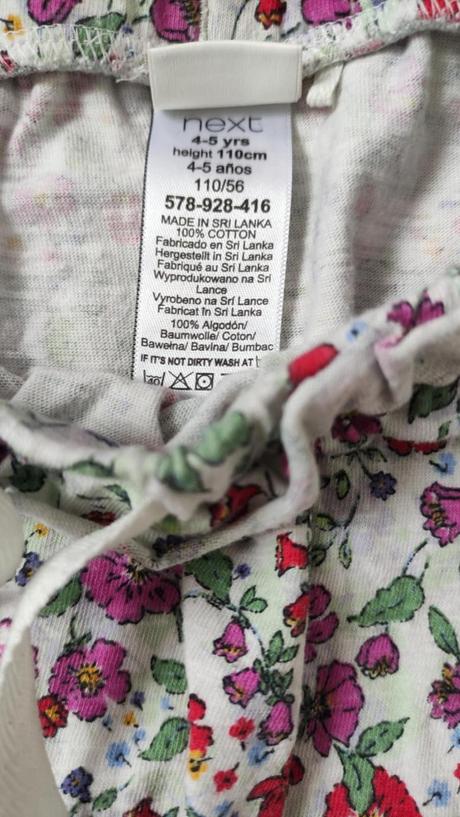 next
4-5 yrs
height 110cm
4-5 años
110/56
578-928-416
MADE IN SRI LANKA
100% COTTON
Fabricado en Sri Lanka
Hergestellt in Sri Lanka
Fabriqué au Sri Lanka
Wyprodukowano na Sri
Lance
Vyrobeno na Srí Lance
Fabricat în Sri Lanka
100% Algodón/
Baumwolle/ Coton/
Bawełna/ Bavlna/ Bumbac
IF IT'S NOT DIRTY WASH AT
40